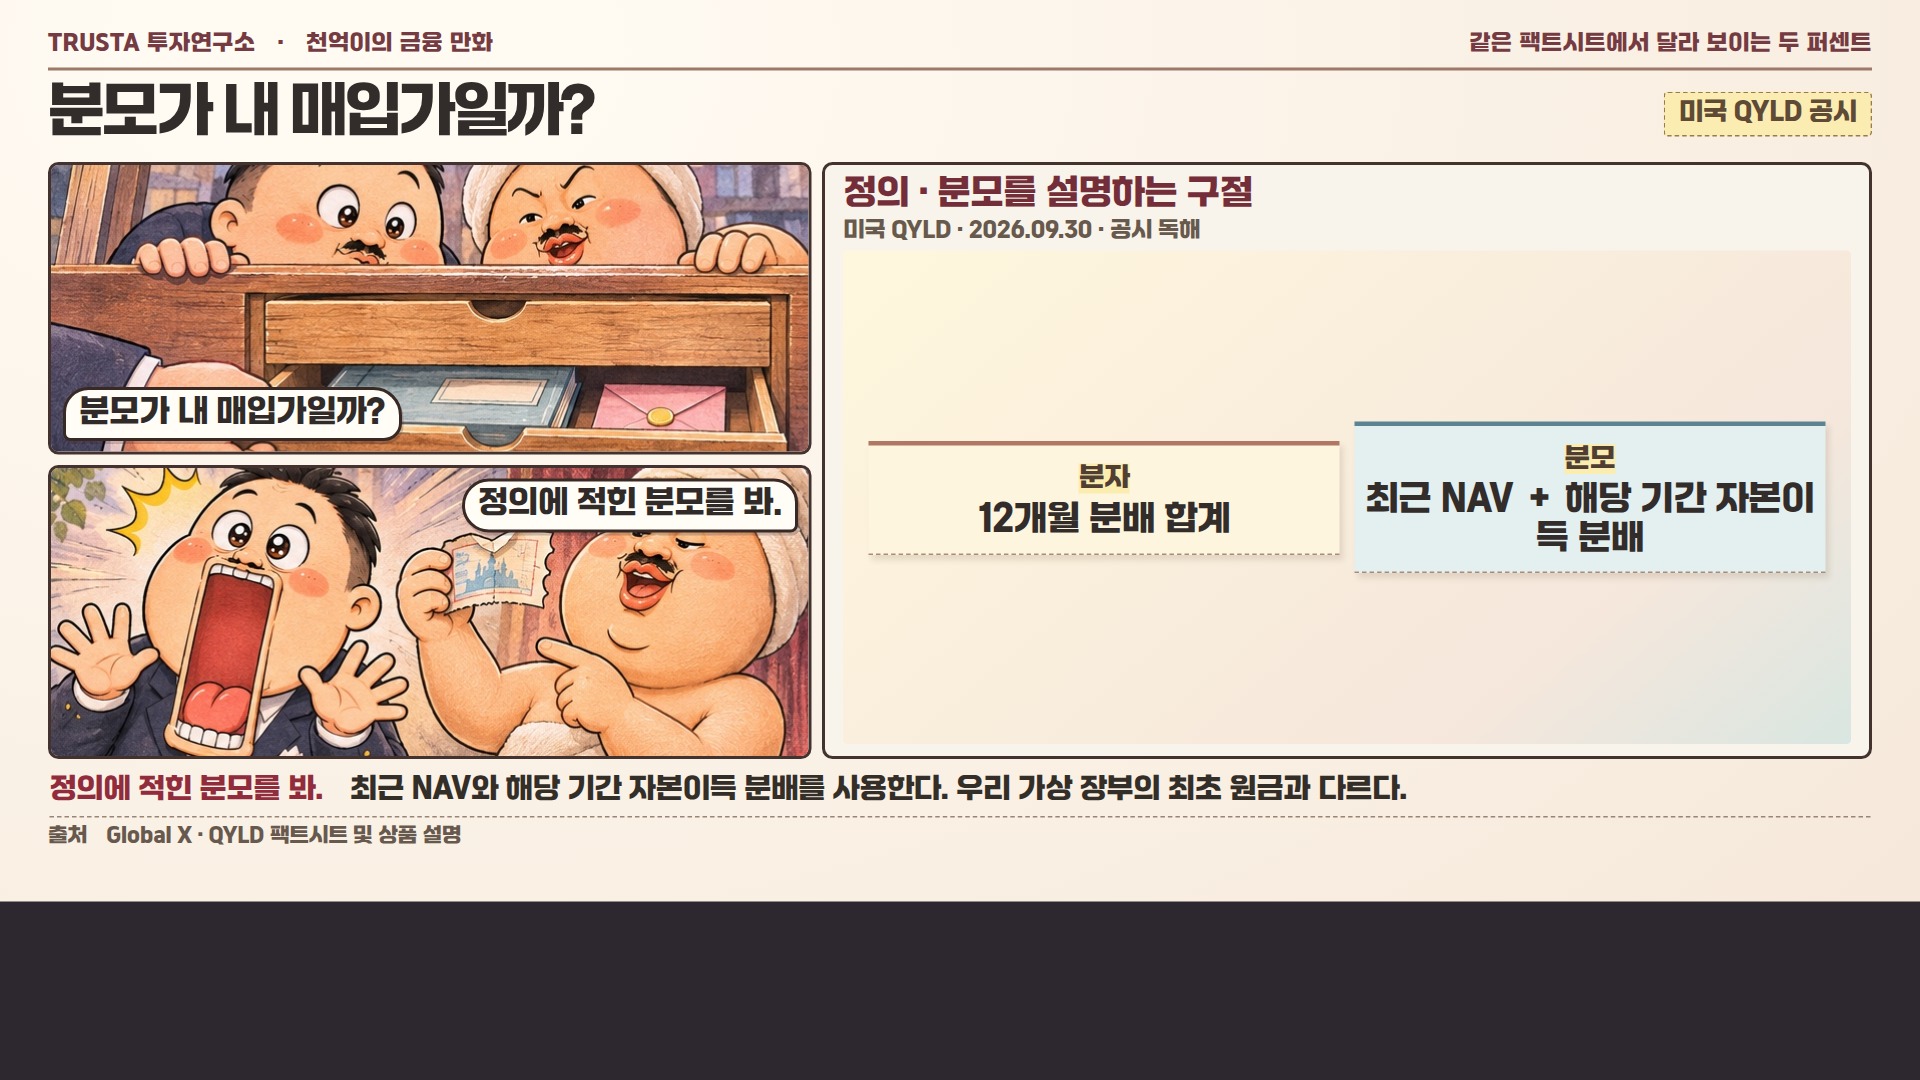 TRUSTA 투자연구소 · 천억이의 금융 만화
같은 팩트시트에서 달라 보이는 두 퍼센트
분모가 내 매입가일까?
미국 QYLD 공시
분모가 내 매입가일까?
정의에 적힌 분모를 봐.
정의 · 분모를 설명하는 구절
미국 QYLD · 2026.09.30 · 공시 독해
분자
12개월 분배 합계
분모
최근 NAV + 해당 기간 자본이
득 분배
정의에 적힌 분모를 봐. 최근 NAV와 해당 기간 자본이득 분배를 사용한다. 우리 가상 장부의 최초 원금과 다르다.
출처 Global X · QYLD 팩트시트 및 상품 설명